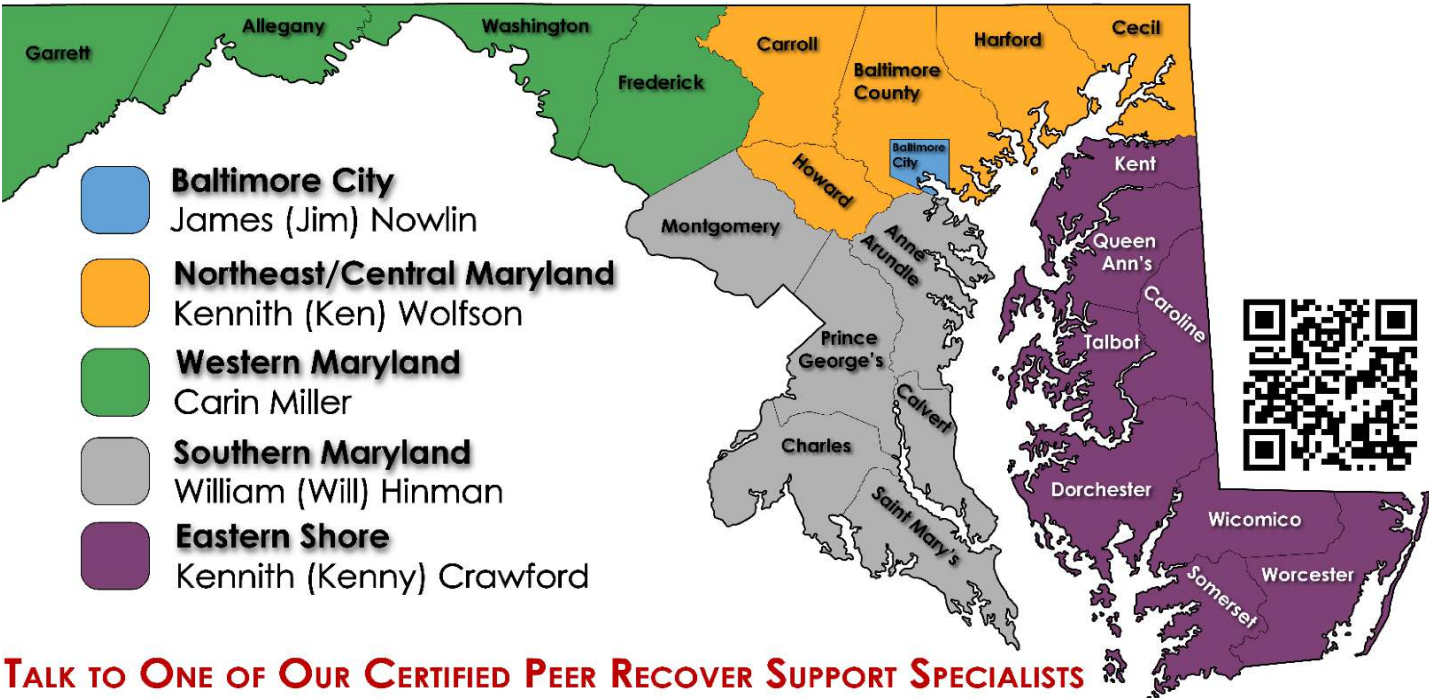 Garrett
Allegany
Washington
Frederick
Carroll
Baltimore
County
Harford
Cecil
Baltimore
City
Howard
Kent
Montgomery
Anne
Arundle
Queen
Ann's
Caroline
Talbot
Prince
George's
Calvert
Charles
Saint Mary's
Dorchester
Wicomico
Somerset
Worcester
Baltimore City
James (Jim) Nowlin
Northeast/Central Maryland
Kennith (Ken) Wolfson
Western Maryland
Carin Miller
Southern Maryland
William (Will) Hinman
Eastern Shore
Kennith (Kenny) Crawford
TALK TO ONE OF OUR CERTIFIED PEER RECOVER SUPPORT SPECIALISTS